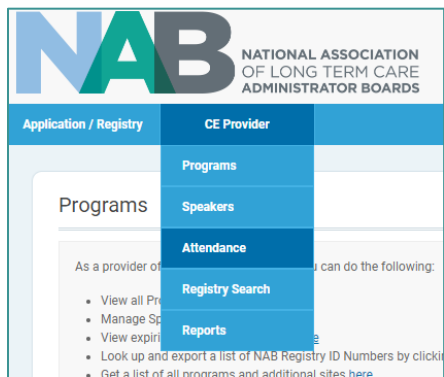 NAB
NATIONAL ASSOCIATION
OF LONG TERM CARE
ADMINISTRATOR BOARDS
Application / Registry CE Provider
Programs
Speakers
Attendance
Registry Search
Reports
Programs
As a provider of u can do the following:
View all Pro
Manage Sp
View expiri e
Look up and export a list of NAB Registry ID Numbers by clicki
Get a list of all programs and additional sites here